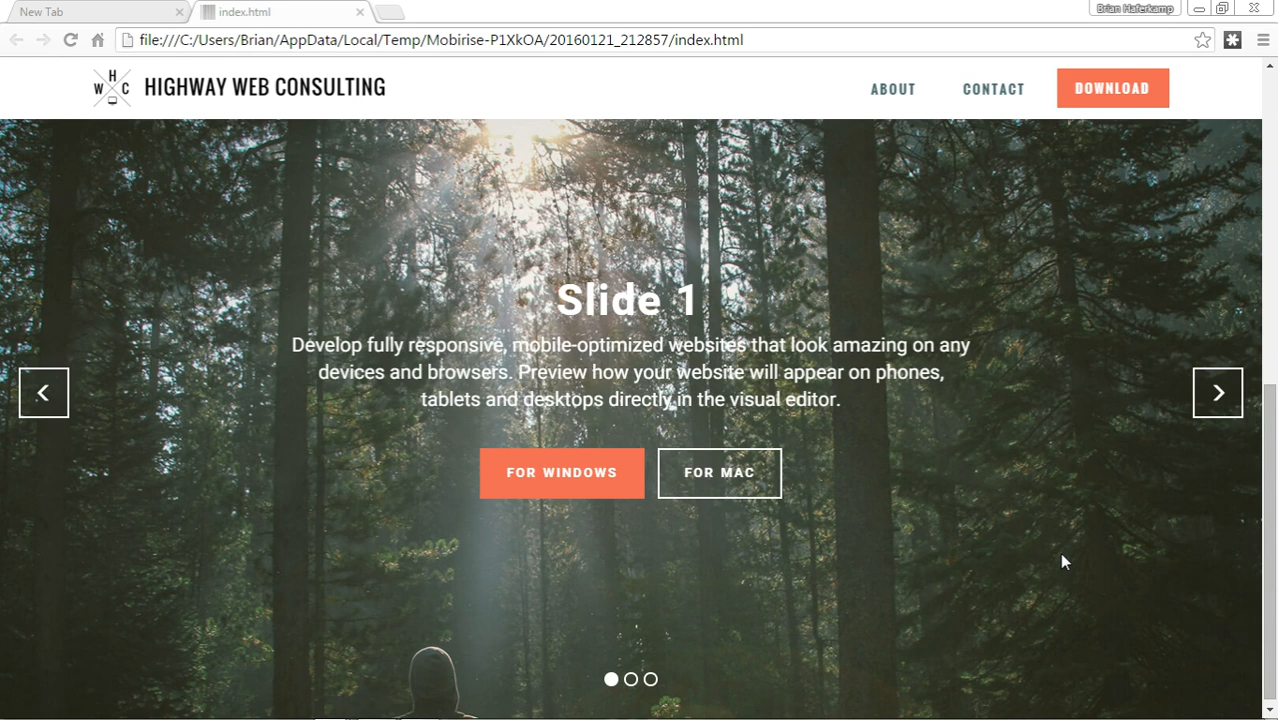 New Tab
index.html
Brian Haferkamp
file:///C:/Users/Brian/AppData/Local/Temp/Mobirise-P1XkOA/20160121_212857/index.html
H
W C
HIGHWAY WEB CONSULTING
ABOUT
CONTACT
DOWNLOAD
Slide 1
Develop fully responsive, mobile-optimized websites that look amazing on any
devices and browsers. Preview how your website will appear on phones,
tablets and desktops directly in the visual editor.
FOR WINDOWS
FOR MAC